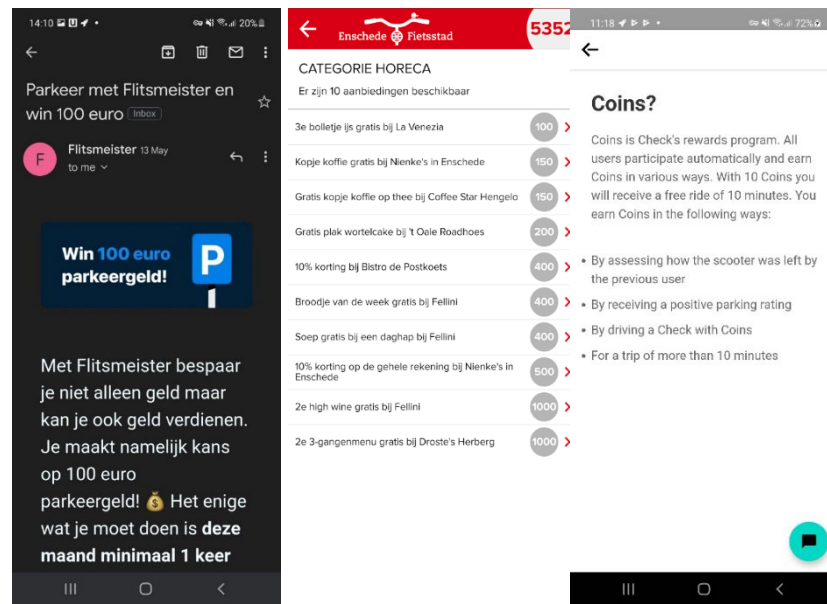 14:10
20%
Parkeer met Flitsmeister en
win 100 euro Inbox
F
Flitsmeister 13 May
to me
Win 100 euro
parkeergeld!
P
Met Flitsmeister bespaar
je niet alleen geld maar
kan je ook geld verdienen.
Je maakt namelijk kans
op 100 euro
parkeergeld! 💰 Het enige
wat je moet doen is deze
maand minimaal 1 keer
Enschede Fietsstad
5352
CATEGORIE HORECA
Er zijn 10 aanbiedingen beschikbaar
3e bolletje ijs gratis bij La Venezia 100
Kopje koffie gratis bij Nienke's in Enschede 150
Gratis kopje koffie op thee bij Coffee Star Hengelo 150
Gratis plak wortelcake bij 't Oale Roadhoes 200
10% korting bij Bistro de Postkoets 400
Broodje van de week gratis bij Fellini 400
Soep gratis bij een daghap bij Fellini 400
10% korting op de gehele rekening bij Nienke's in
Enschede 500
2e high wine gratis bij Fellini 1000
2e 3-gangenmenu gratis bij Droste's Herberg 1000
11:18
72%
Coins?
Coins is Check's rewards program. All
users participate automatically and earn
Coins in various ways. With 10 Coins you
will receive a free ride of 10 minutes. You
earn Coins in the following ways:
• By assessing how the scooter was left by
the previous user
• By receiving a positive parking rating
• By driving a Check with Coins
• For a trip of more than 10 minutes